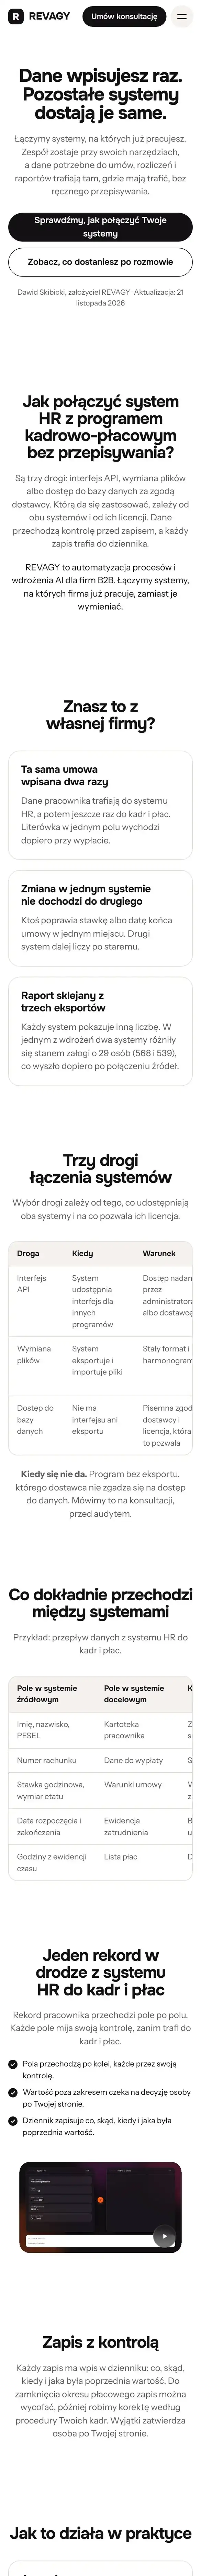 R REVAGY
Umów konsultację
Dane wpisujesz raz.
Pozostałe systemy
dostają je same.
Łączymy systemy, na których już pracujesz.
Zespół zostaje przy swoich narzędziach,
a dane potrzebne do umów, rozliczeń i
raportów trafiają tam, gdzie mają trafić, bez
ręcznego przepisywania.
Sprawdźmy, jak połączyć Twoje
systemy
Zobacz, co dostaniesz po rozmowie
Dawid Skibicki, założyciel REVAGY · Aktualizacja: 21
listopada 2026
Jak połączyć system
HR z programem
kadrowo-płacowym
bez przepisywania?
Są trzy drogi: interfejs API, wymiana plików
albo dostęp do bazy danych za zgodą
dostawcy. Którą da się zastosować, zależy od
obu systemów i od ich licencji. Dane
przechodzą kontrolę przed zapisem, a każdy
zapis trafia do dziennika.
REVAGY to automatyzacja procesów i
wdrożenia AI dla firm B2B. Łączymy systemy,
na których firma już pracuje, zamiast je
wymieniać.
Znasz to z
własnej firmy?
Ta sama umowa
wpisana dwa razy
Dane pracownika trafiają do systemu
HR, a potem jeszcze raz do kadr i płac.
Literówka w jednym polu wychodzi
dopiero przy wypłacie.
Zmiana w jednym systemie
nie dochodzi do drugiego
Ktoś poprawia stawkę albo datę końca
umowy w jednym miejscu. Drugi
system dalej liczy po staremu.
Raport sklejany z
trzech eksportów
Każdy system pokazuje inną liczbę. W
jednym z wdrożeń dwa systemy różniły
się stanem załogi o 29 osób (568 i 539),
co wyszło dopiero po połączeniu źródeł.
Trzy drogi
łączenia systemów
Wybór drogi zależy od tego, co udostępniają
oba systemy i na co pozwala ich licencja.
Droga Kiedy Warunek
Interfejs API
System udostępnia interfejs dla innych programów
Dostęp nadan przez administratora albo dostawcę
Wymiana plików
System eksportuje i importuje pliki
Stały format i harmonogram
Dostęp do bazy danych
Nie ma interfejsu ani eksportu
Pisemna zgod dostawcy i licencja, która to pozwala
Kiedy się nie da. Program bez eksportu,
którego dostawca nie zgadza się na dostęp
do danych. Mówimy to na konsultacji,
przed audytem.
Co dokładnie przechodzi
między systemami
Przykład: przepływ danych z systemu HR do
kadr i płac.
Pole w systemie źródłowym
Pole w systemie docelowym
Imię, nazwisko, PESEL
Kartoteka pracownika
Numer rachunku
Dane do wypłaty
Stawka godzinowa, wymiar etatu
Warunki umowy
Data rozpoczęcia i zakończenia
Ewidencja zatrudnienia
Godziny z ewidencji czasu
Lista płac
Jeden rekord w
drodze z systemu
HR do kadr i płac
Rekord pracownika przechodzi pole po polu.
Każde pole mija swoją kontrolę, zanim trafi do
kadr i płac.
Pola przechodzą po kolei, każde przez swoją
kontrolę.
Wartość poza zakresem czeka na decyzję osoby
po Twojej stronie.
Dziennik zapisuje co, skąd, kiedy i jaka była
poprzednia wartość.
Zapis z kontrolą
Każdy zapis ma wpis w dzienniku: co, skąd,
kiedy i jaka była poprzednia wartość. Do
zamknięcia okresu płacowego zapis można
wycofać, później robimy korektę według
procedury Twoich kadr. Wyjątki zatwierdza
osoba po Twojej stronie.
Jak to działa w praktyce